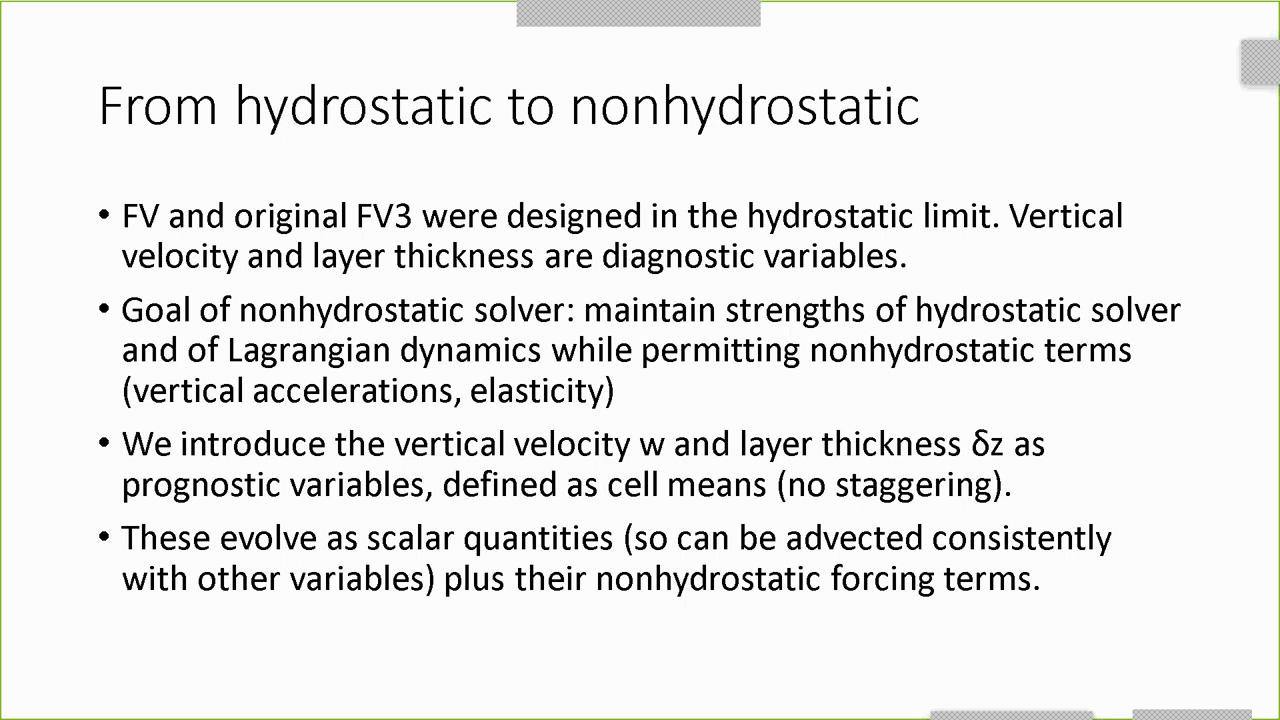 From hydrostatic to nonhydrostatic
• FV and original FV3 were designed in the hydrostatic limit. Vertical
velocity and layer thickness are diagnostic variables.
• Goal of nonhydrostatic solver: maintain strengths of hydrostatic solver
and of Lagrangian dynamics while permitting nonhydrostatic terms
(vertical accelerations, elasticity)
• We introduce the vertical velocity w and layer thickness δz as
prognostic variables, defined as cell means (no staggering).
• These evolve as scalar quantities (so can be advected consistently
with other variables) plus their nonhydrostatic forcing terms.